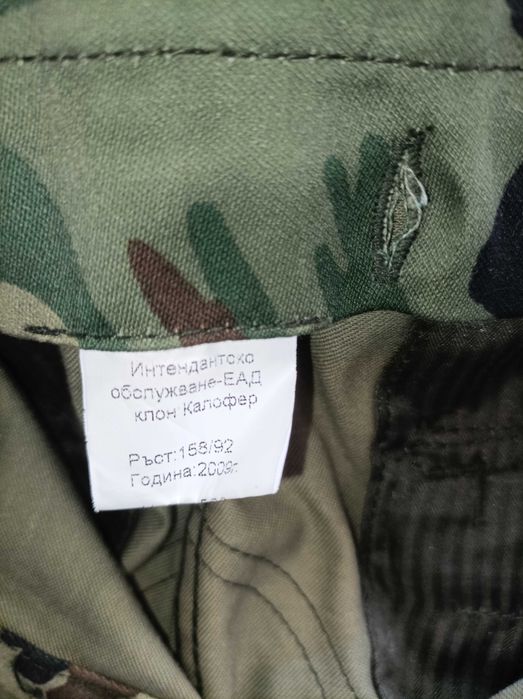 Интендантско
обслужване-ЕАД
клон Калофер
Ръст:158/92
Година:2009г.